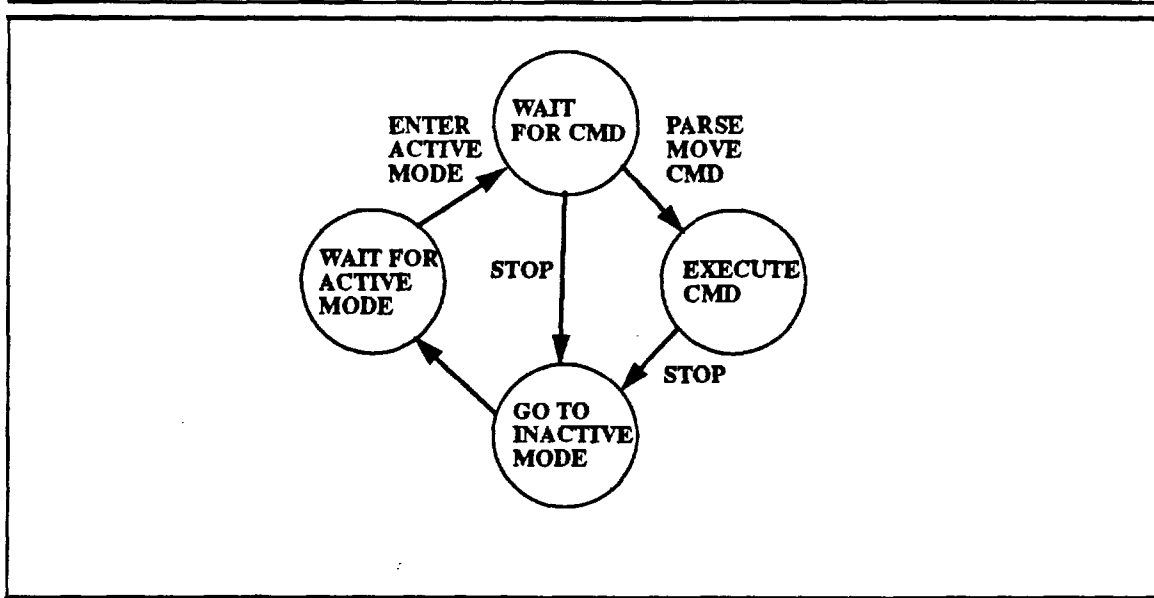 WAIT
FOR CMD
ENTER
ACTIVE
MODE
PARSE
MOVE
CMD
WAIT FOR
ACTIVE
MODE
STOP
EXECUTE
CMD
STOP
GO TO
INACTIVE
MODE